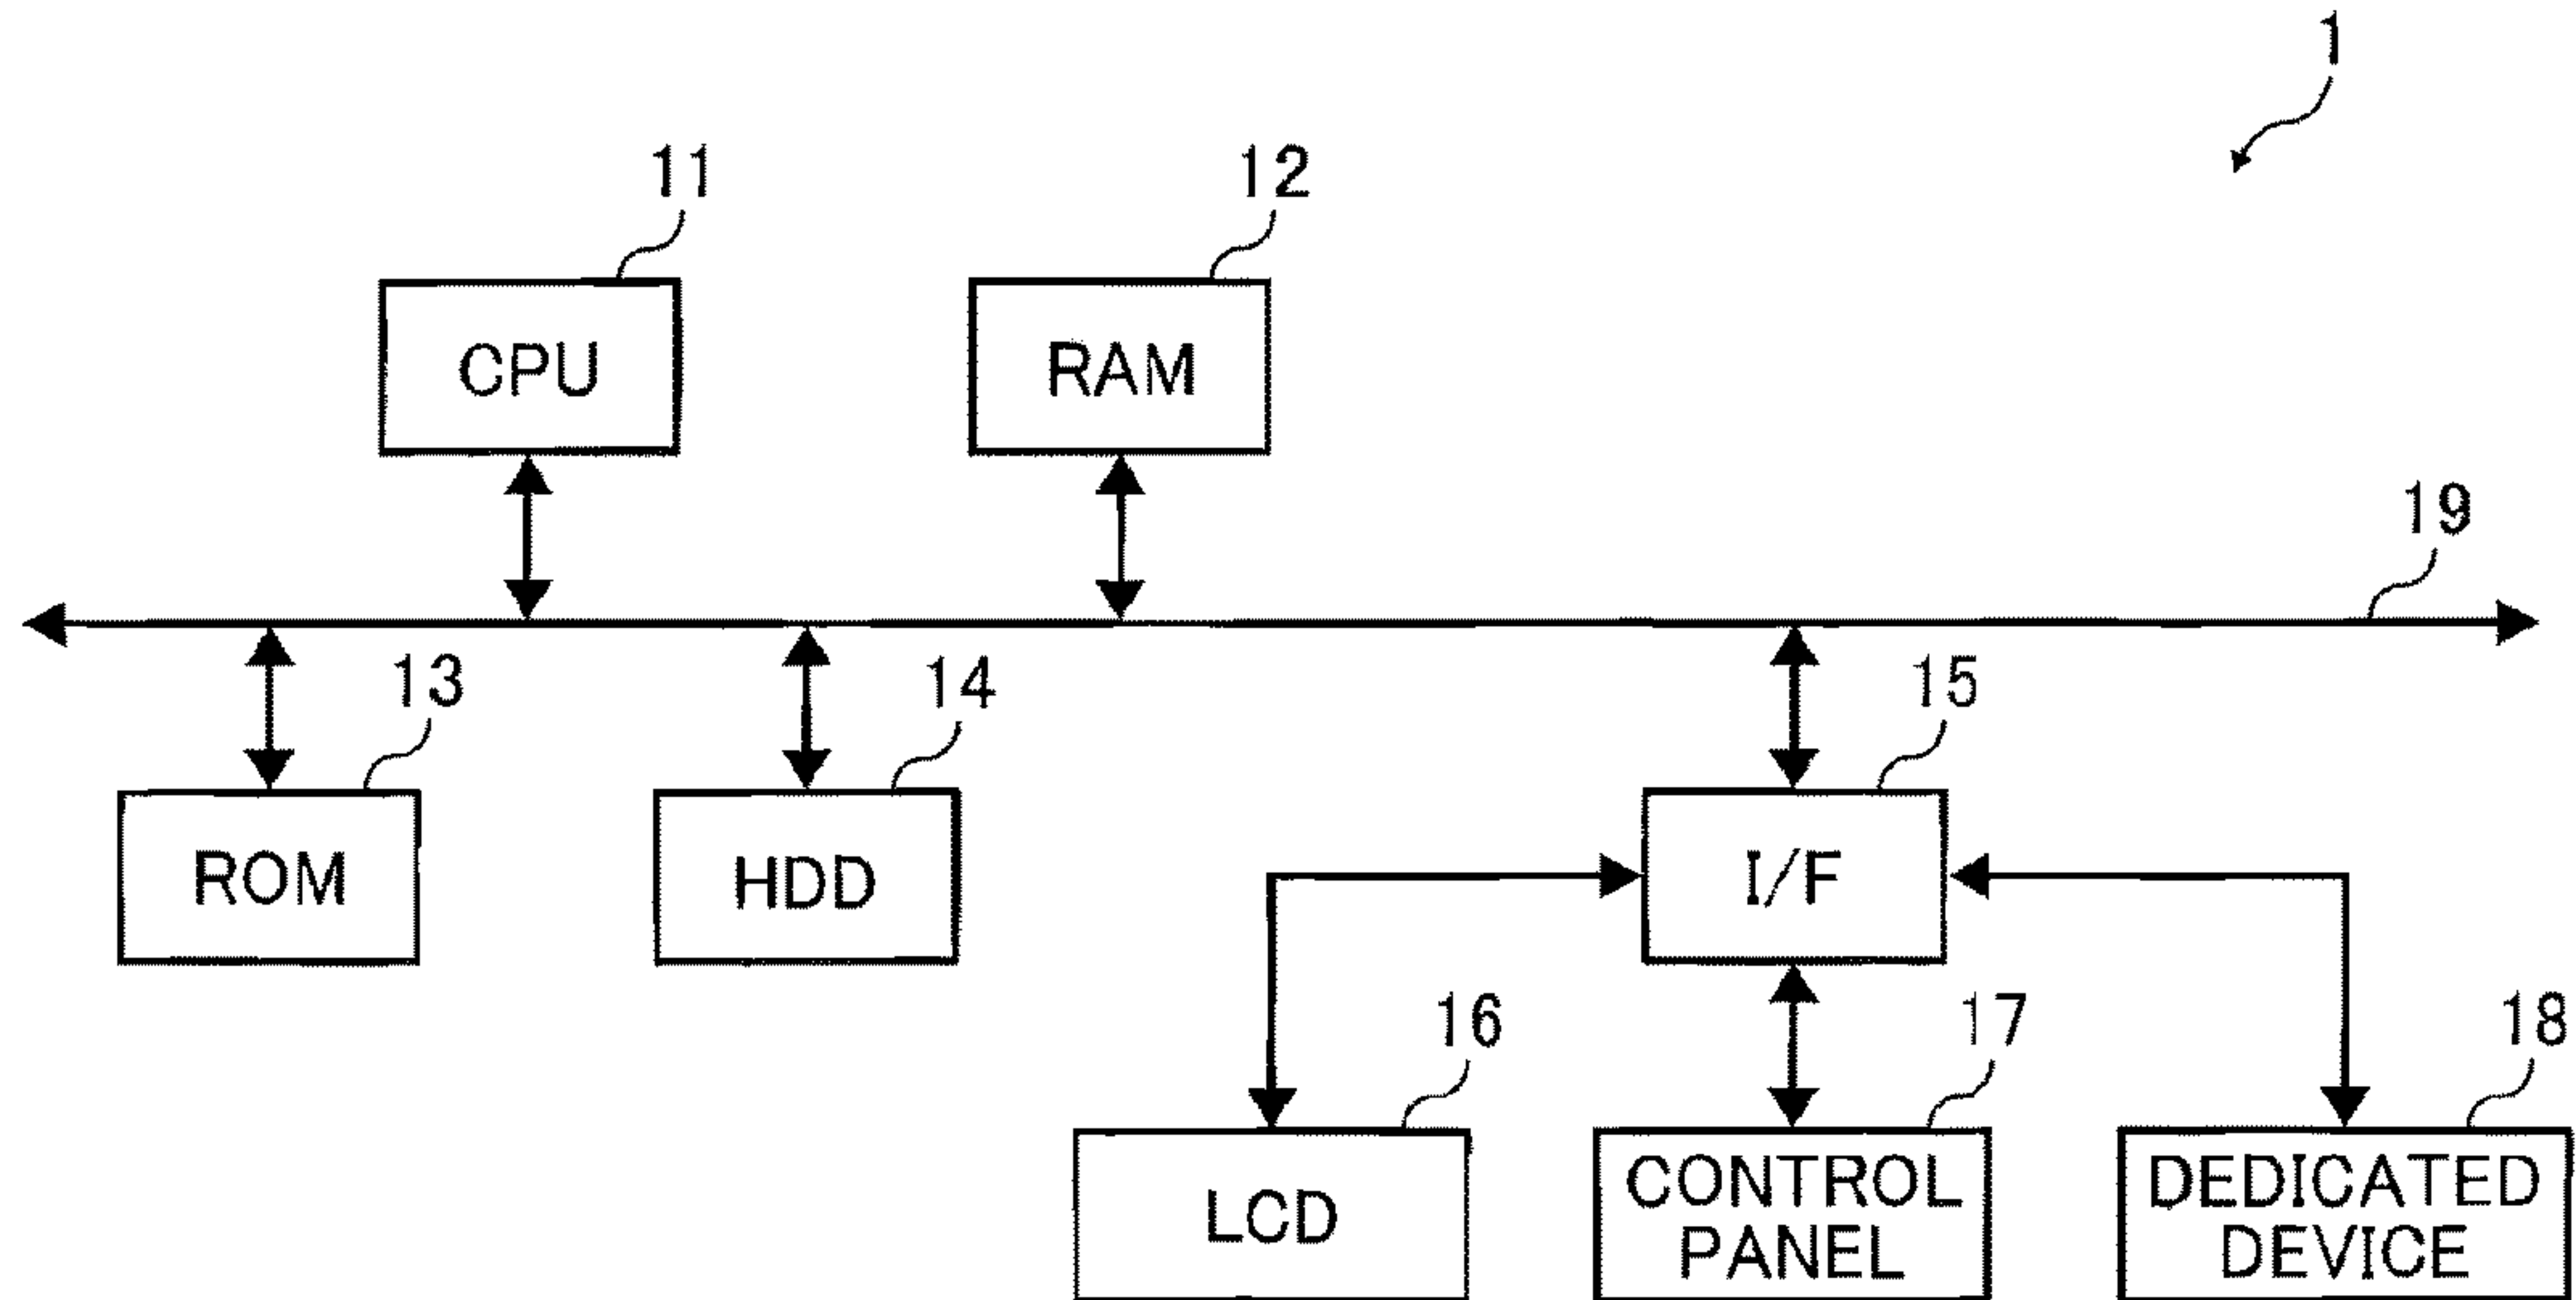 1
11
12
CPU
RAM
19
13
14
15
ROM
HDD
I/F
16
17
18
LCD
CONTROL
PANEL
DEDICATED
DEVICE